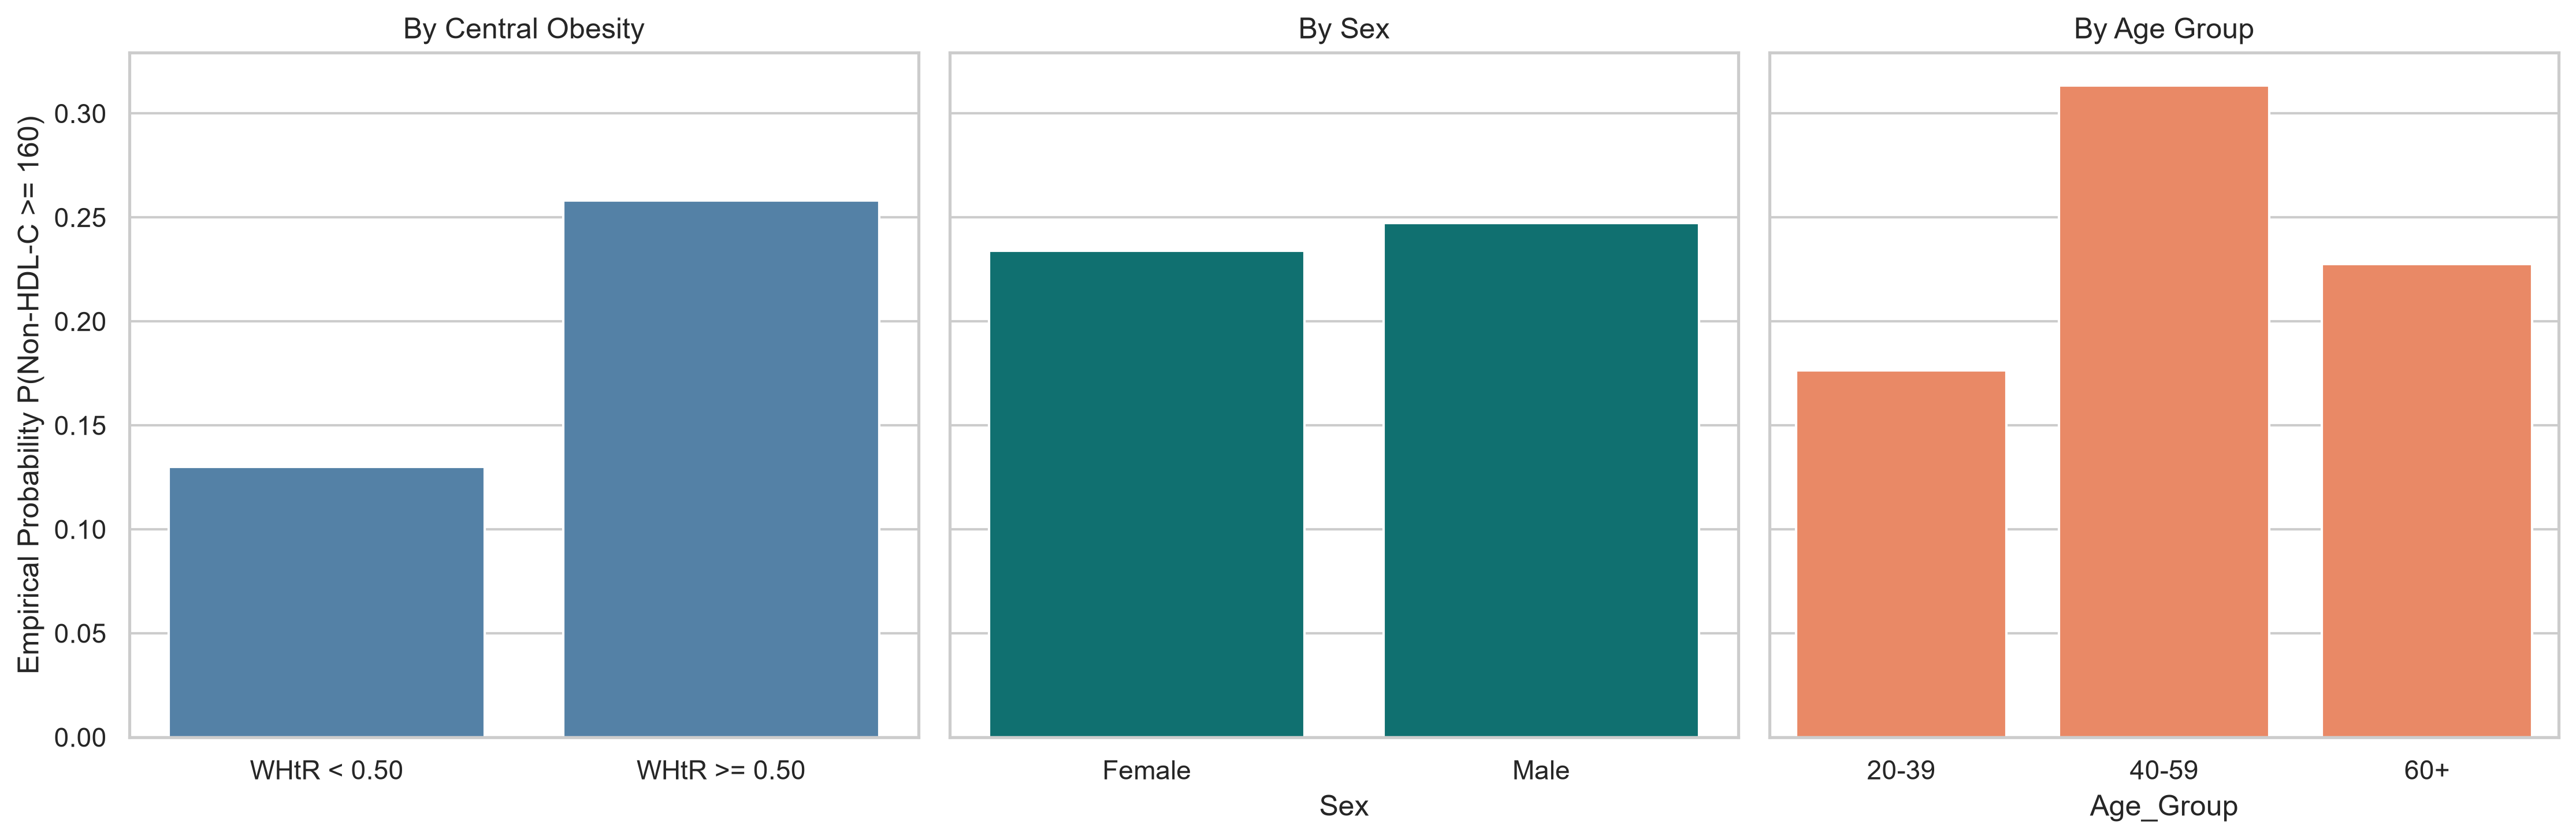 By Central Obesity
By Sex
By Age Group
Empirical Probability P(Non-HDL-C >= 160)
0.30
0.25
0.20
0.15
0.10
0.05
0.00
WHtR < 0.50
WHtR >= 0.50
Female
Male
20-39
40-59
60+
Sex
Age_Group